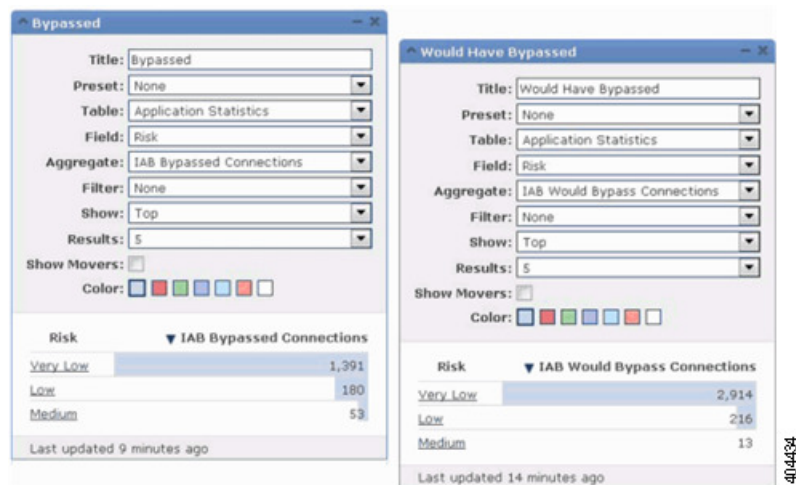 Bypassed
Title: Bypassed
Preset: None
Table: Application Statistics
Field: Risk
Aggregate: IAB Bypassed Connections
Filter: None
Show: Top
Results: 5
Show Movers:
Color:
Risk IAB Bypassed Connections
Very Low 1,391
Low 180
Medium 53
Last updated 9 minutes ago
Would Have Bypassed
Title: Would Have Bypassed
Preset: None
Table: Application Statistics
Field: Risk
Aggregate: IAB Would Bypass Connections
Filter: None
Show: Top
Results: 5
Show Movers:
Color:
Risk IAB Would Bypass Connections
Very Low 2,914
Low 216
Medium 13
Last updated 14 minutes ago
404434